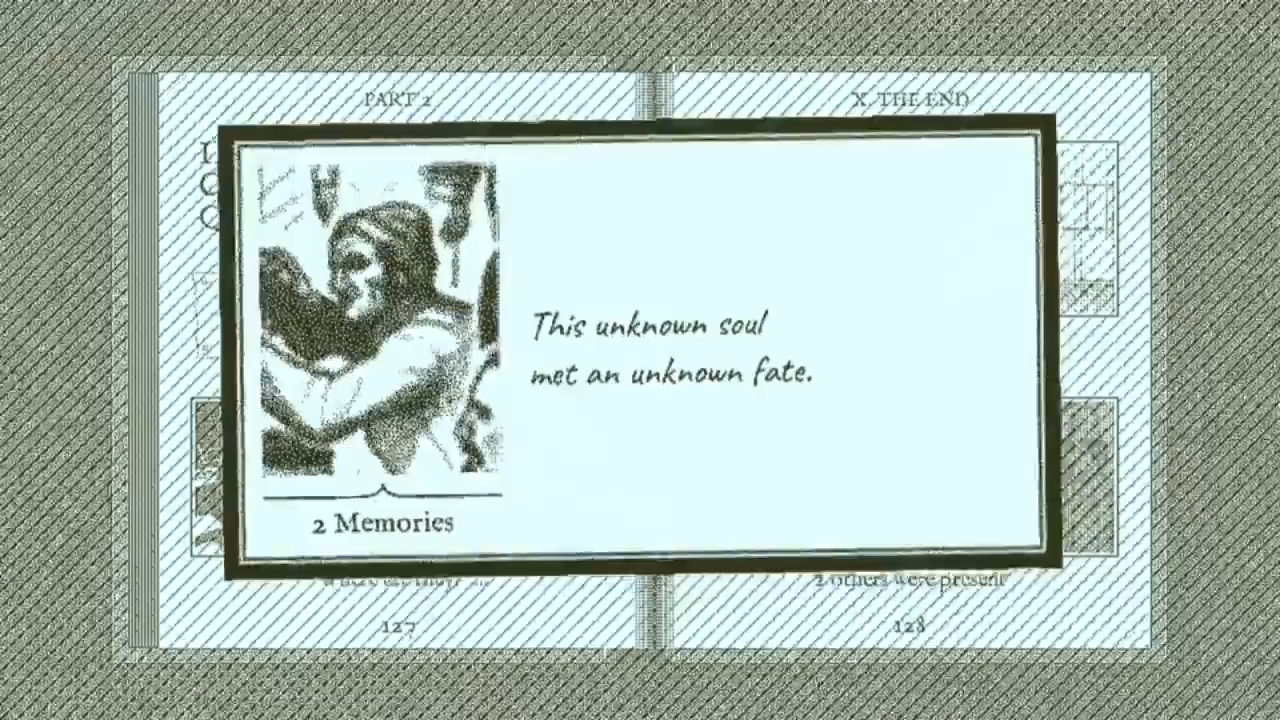 PART 2
X. THE END
This unknown soul
met an unknown fate.
2 Memories
2 others were present
127
128